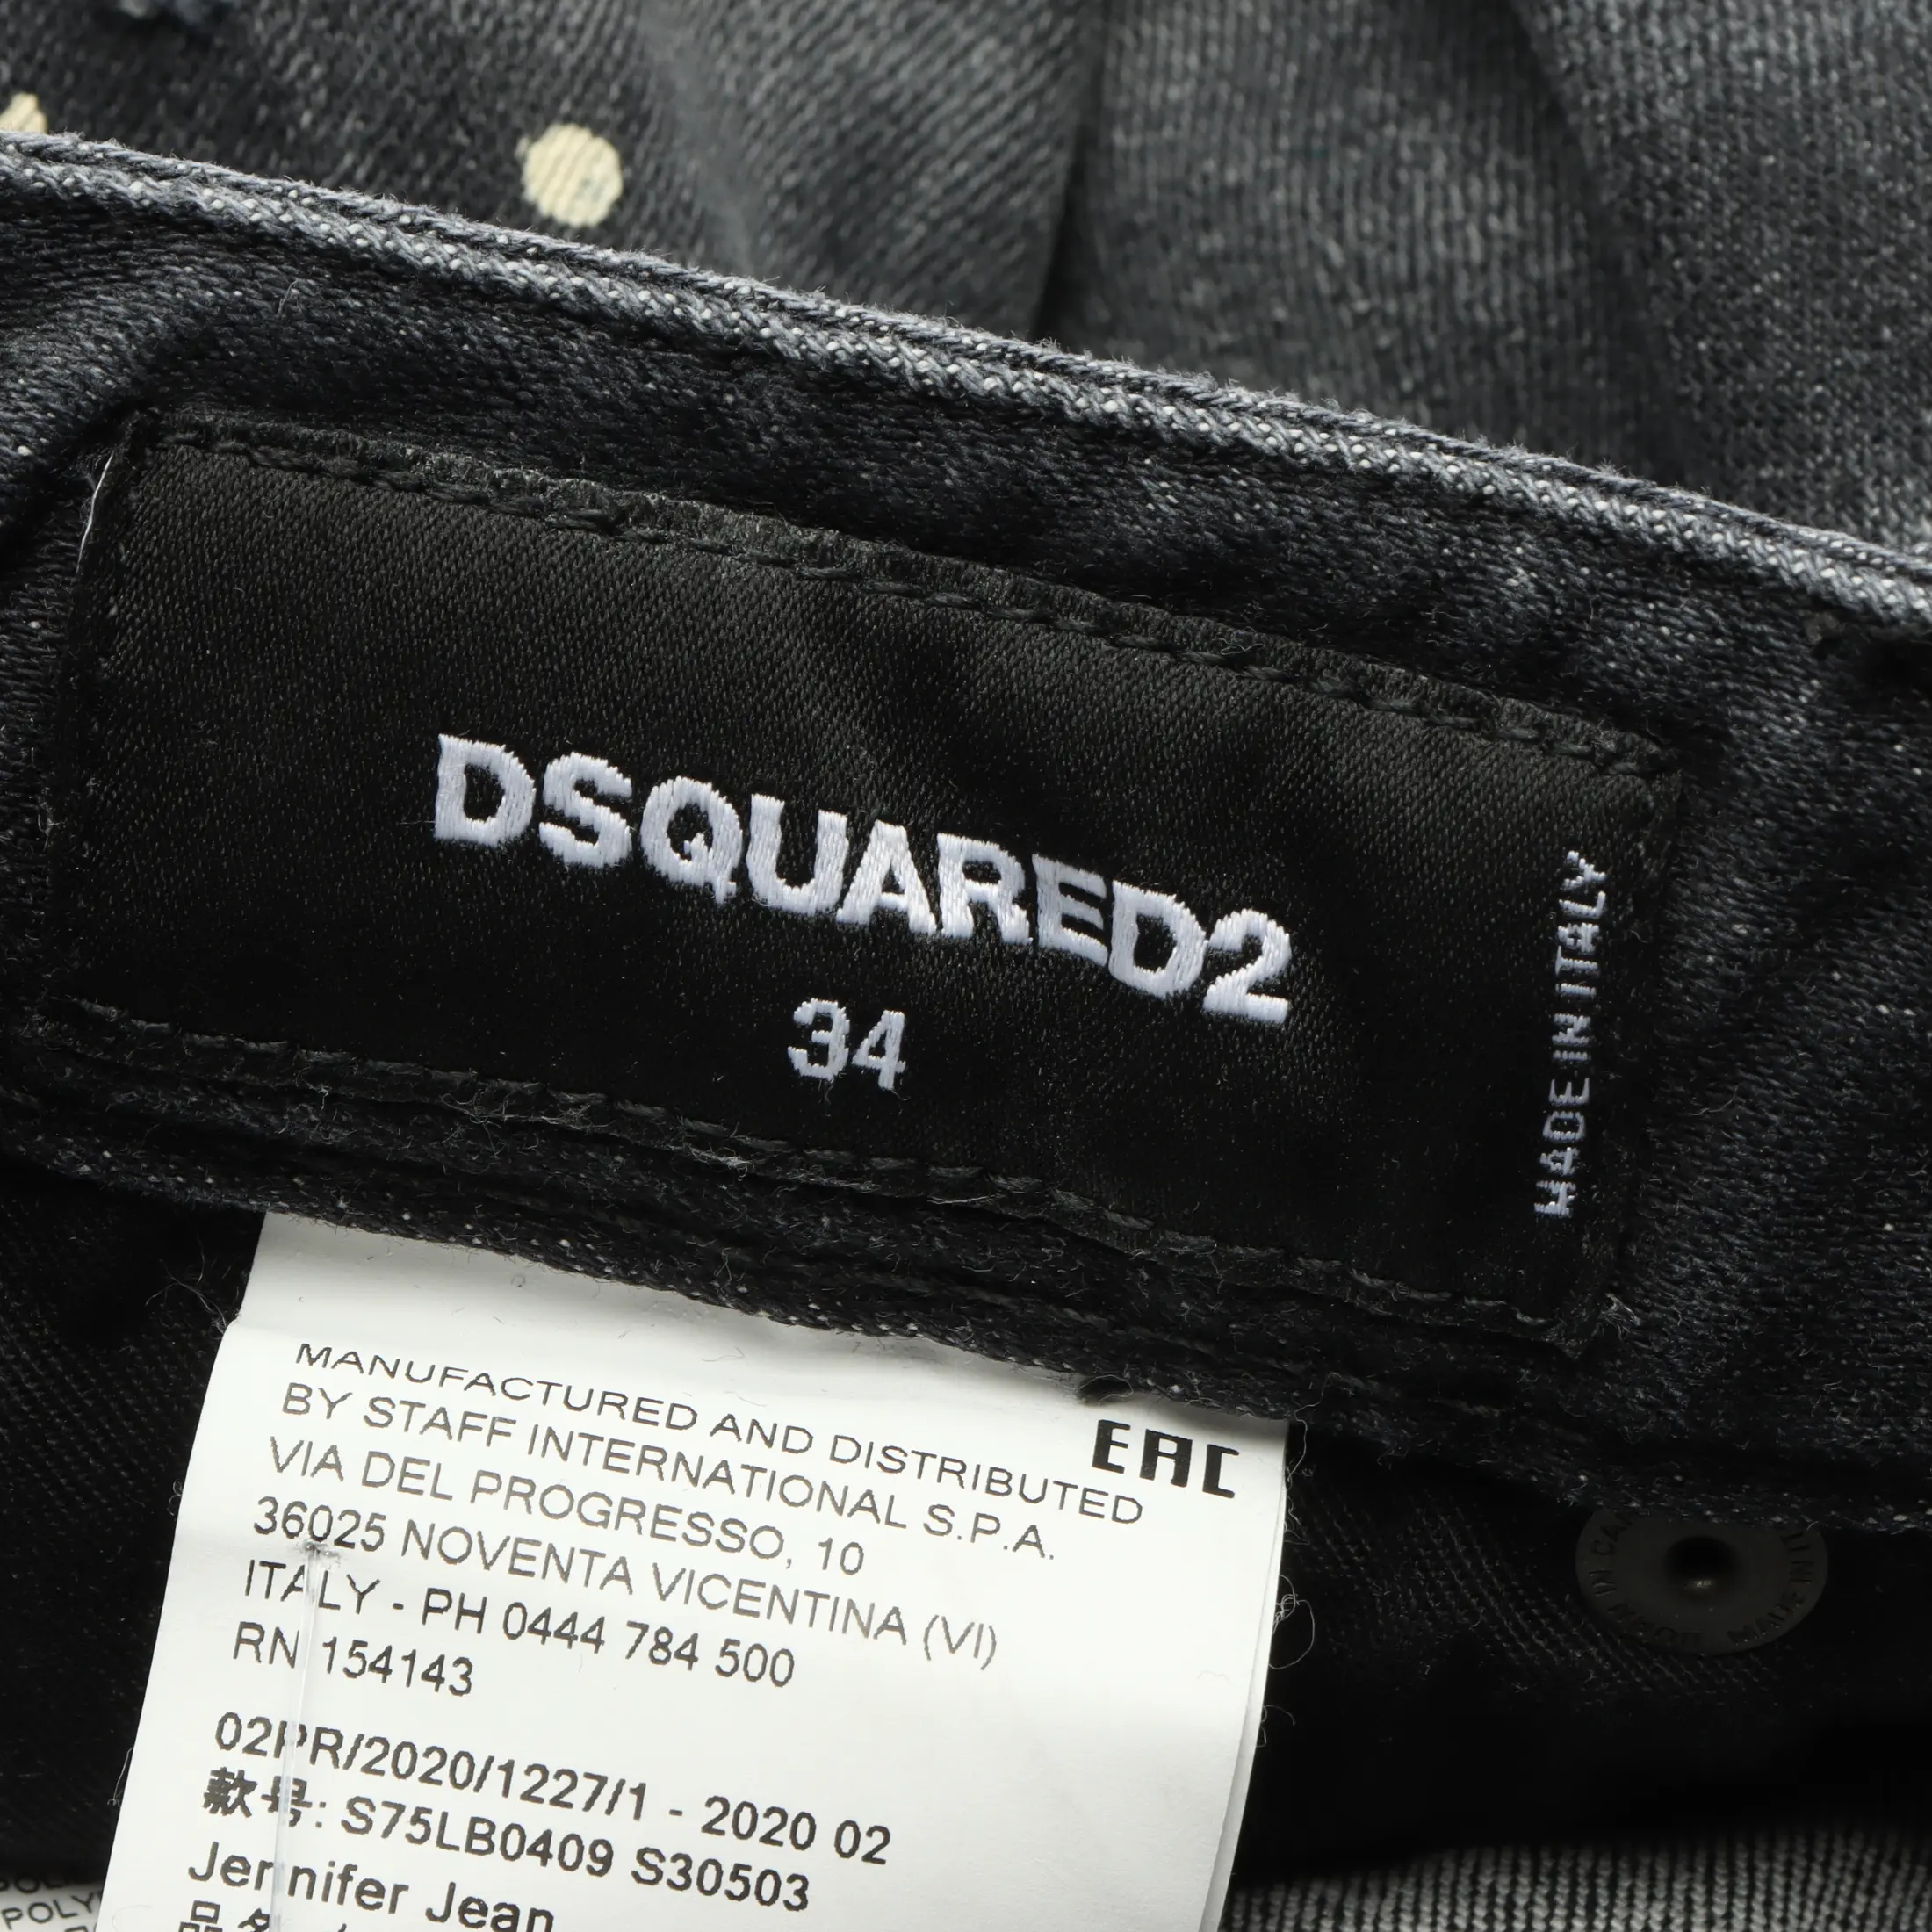 DSQUARED2
34
MADE IN ITALY
MANUFACTURED AND DISTRIBUTED
BY STAFF INTERNATIONAL S.P.A.
VIA DEL PROGRESSO, 10
36025 NOVENTA VICENTINA (VI)
ITALY - PH 0444 784 500
RN 154143
EAC
02PR/2020/1227/1 - 2020 02
款号: S75LB0409 S30503
Jennifer Jean
品名